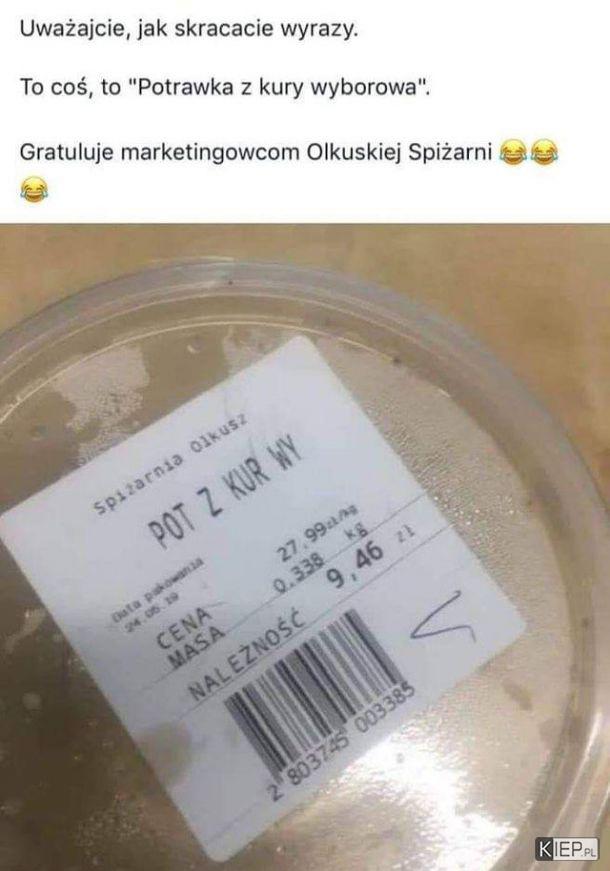 Uważajcie, jak skracacie wyrazy.
To coś, to "Potrawka z kury wyborowa".
Gratuluje marketingowcom Olkuskiej Spiżarni 😂😂
😂
Spiżarnia Olkusz
POT Z KUR WY
Data pakowania
24.05.19
27.99zł/kg
CENA
0.338 kg
MASA
9,46 zł
NALEŻNOŚĆ
2 803745 003385
KIEP.PL